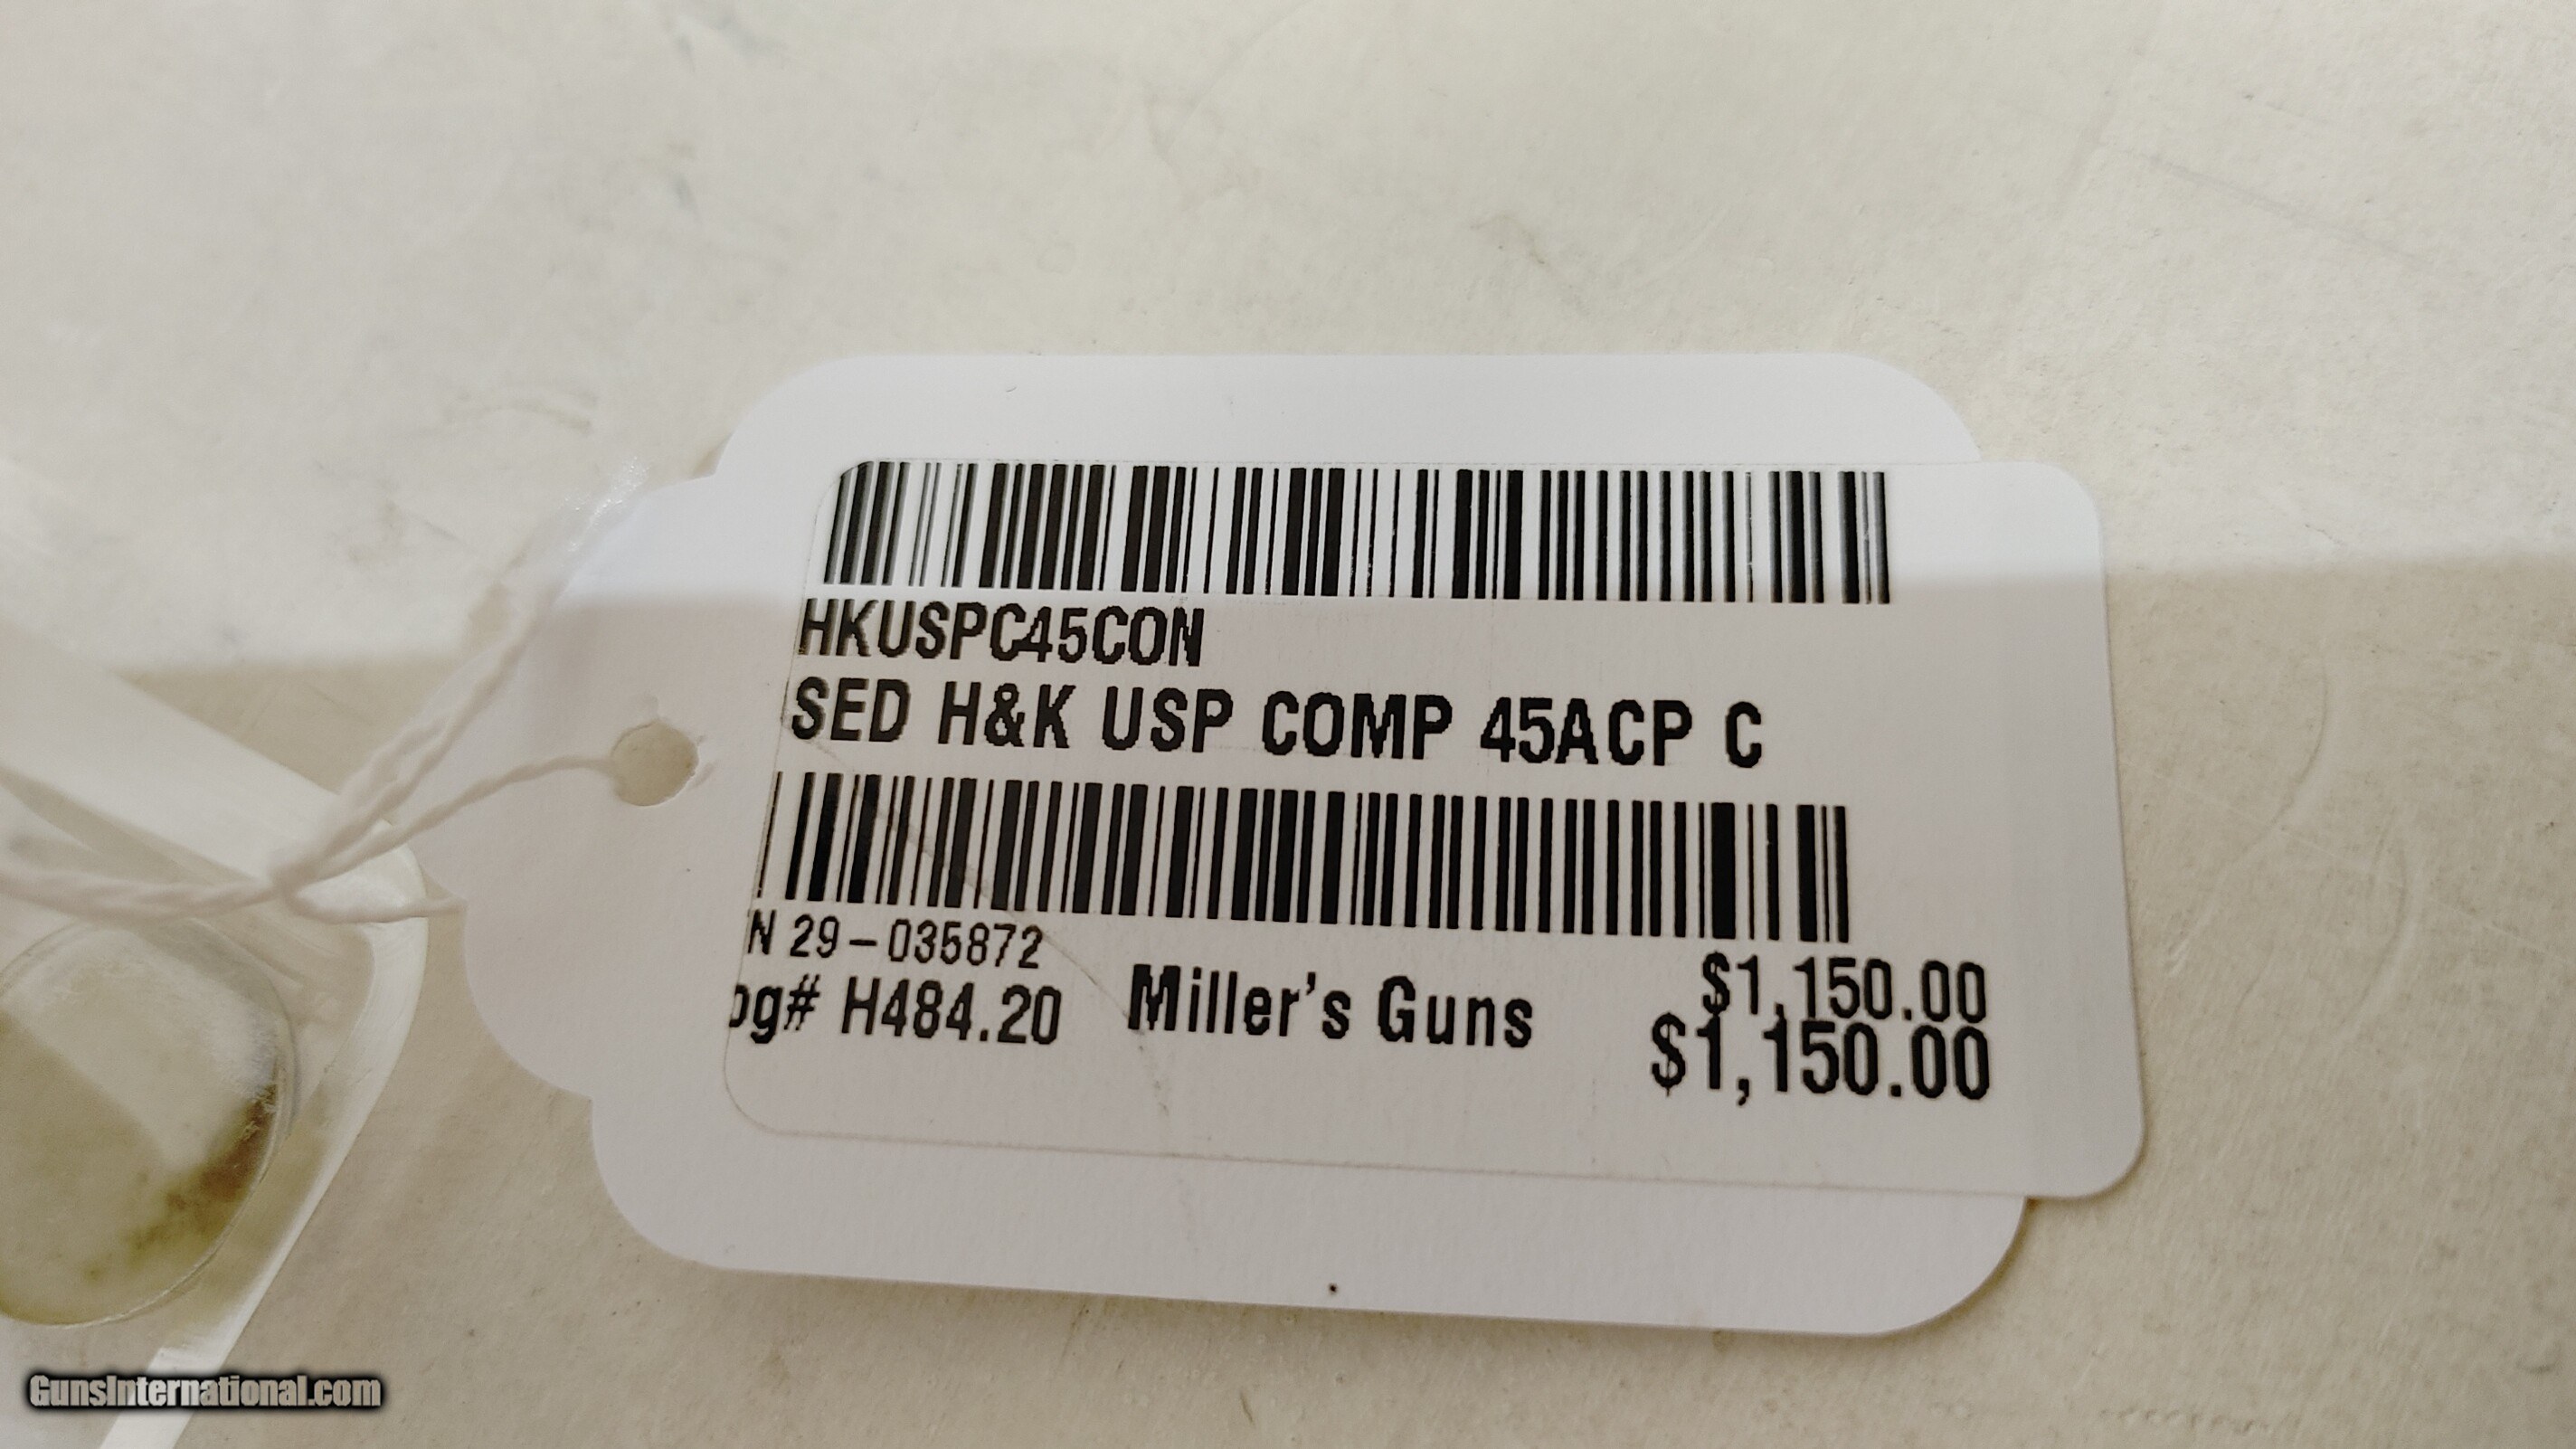 HKUSPC45CON
SED H&K USP COMP 45ACP C
N 29-035872
og# H484.20 Miller's Guns
$1,150.00
$1,150.00
GunsInternational.com